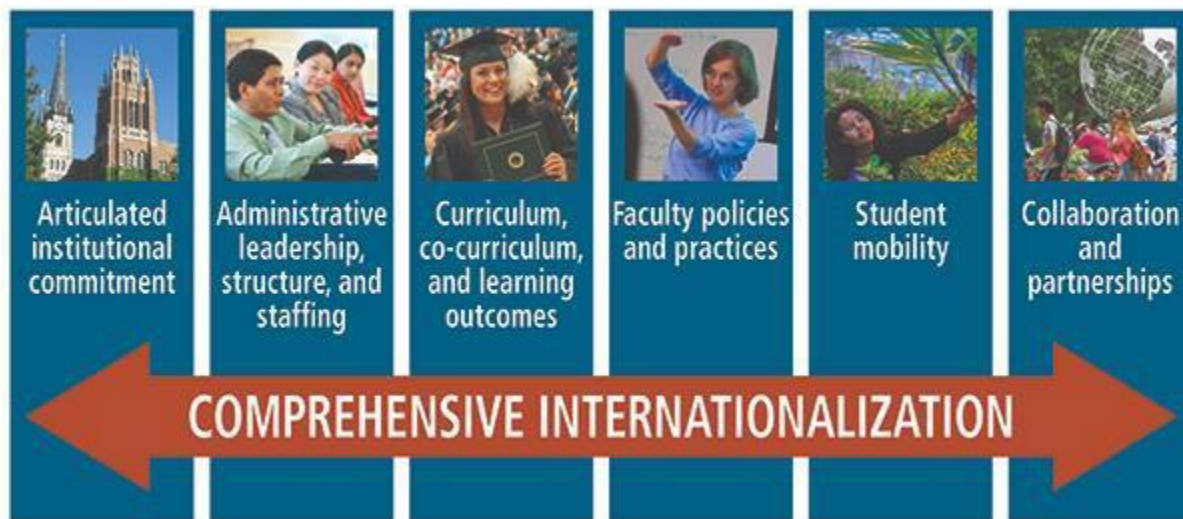 Articulated
institutional
commitment
Administrative
leadership,
structure, and
staffing
Curriculum,
co-curriculum,
and learning
outcomes
Faculty policies
and practices
Student
mobility
Collaboration
and
partnerships
COMPREHENSIVE INTERNATIONALIZATION